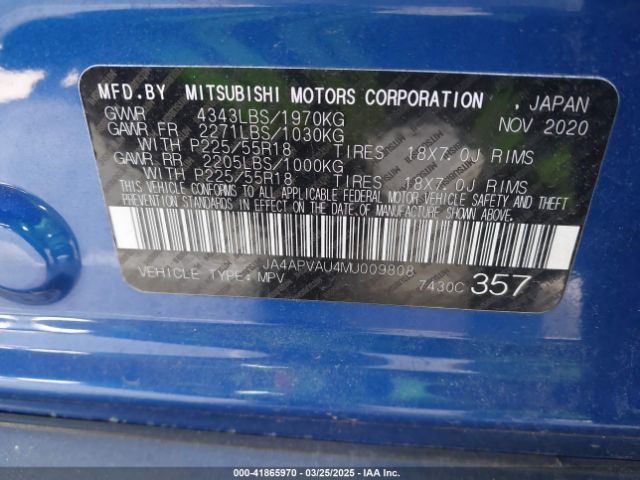 MFD.BY MITSUBISHI MOTORS CORPORATION , JAPAN
GVWR 4343LBS/1970KG NOV 2020
GAWR FR 2271LBS/1030KG
WITH P225/55R18 TIRES 18X7.0J RIMS
GAWR RR 2205LBS/1000KG
WITH P225/55R18 TIRES 18X7.0J RIMS
THIS VEHICLE CONFORMS TO ALL APPLICABLE FEDERAL MOTOR VEHICLE SAFETY AND THEFT
PREVENTION STANDARDS IN EFFECT ON THE DATE OF MANUFACTURE SHOWN ABOVE.
JA4APVAU4MU009808
VEHICLE TYPE: MPV 7430C 357
000-41865970 | 03/25/2025 | IAA Inc.